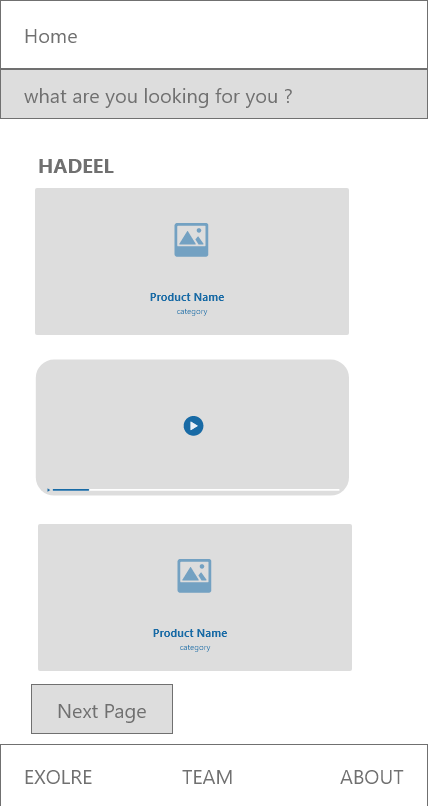 Home
what are you looking for you ?
HADEEL
Product Name
category
Product Name
category
Next Page
EXOLRE TEAM ABOUT